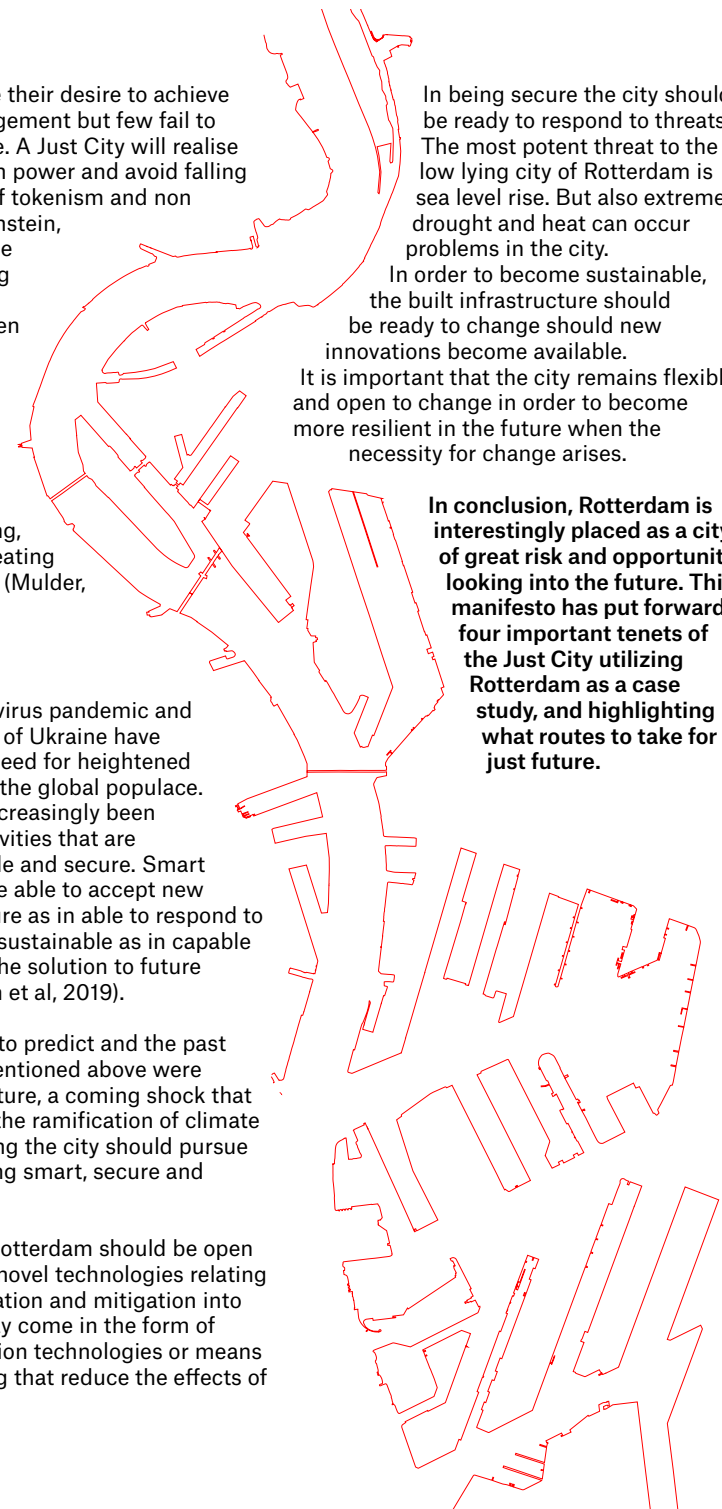 e their desire to achieve
gement but few fail to
e. A Just City will realise
n power and avoid falling
f tokenism and non
nstein,
e
g
en
ng,
eating
(Mulder,
virus pandemic and
of Ukraine have
eed for heightened
the global populace.
creasingly been
vities that are
le and secure. Smart
e able to accept new
ure as in able to respond to
sustainable as in capable
he solution to future
n et al, 2019).
to predict and the past
entioned above were
ture, a coming shock that
the ramification of climate
ng the city should pursue
ng smart, secure and
otterdam should be open
novel technologies relating
ation and mitigation into
y come in the form of
ion technologies or means
g that reduce the effects of
In being secure the city should
be ready to respond to threats
The most potent threat to the
low lying city of Rotterdam is
sea level rise. But also extreme
drought and heat can occur
problems in the city.
In order to become sustainable,
the built infrastructure should
be ready to change should new
innovations become available.
It is important that the city remains flexibl
and open to change in order to become
more resilient in the future when the
necessity for change arises.
In conclusion, Rotterdam is
interestingly placed as a city
of great risk and opportunit
looking into the future. Thi
manifesto has put forward
four important tenets of
the Just City utilizing
Rotterdam as a case
study, and highlighting
what routes to take for
just future.